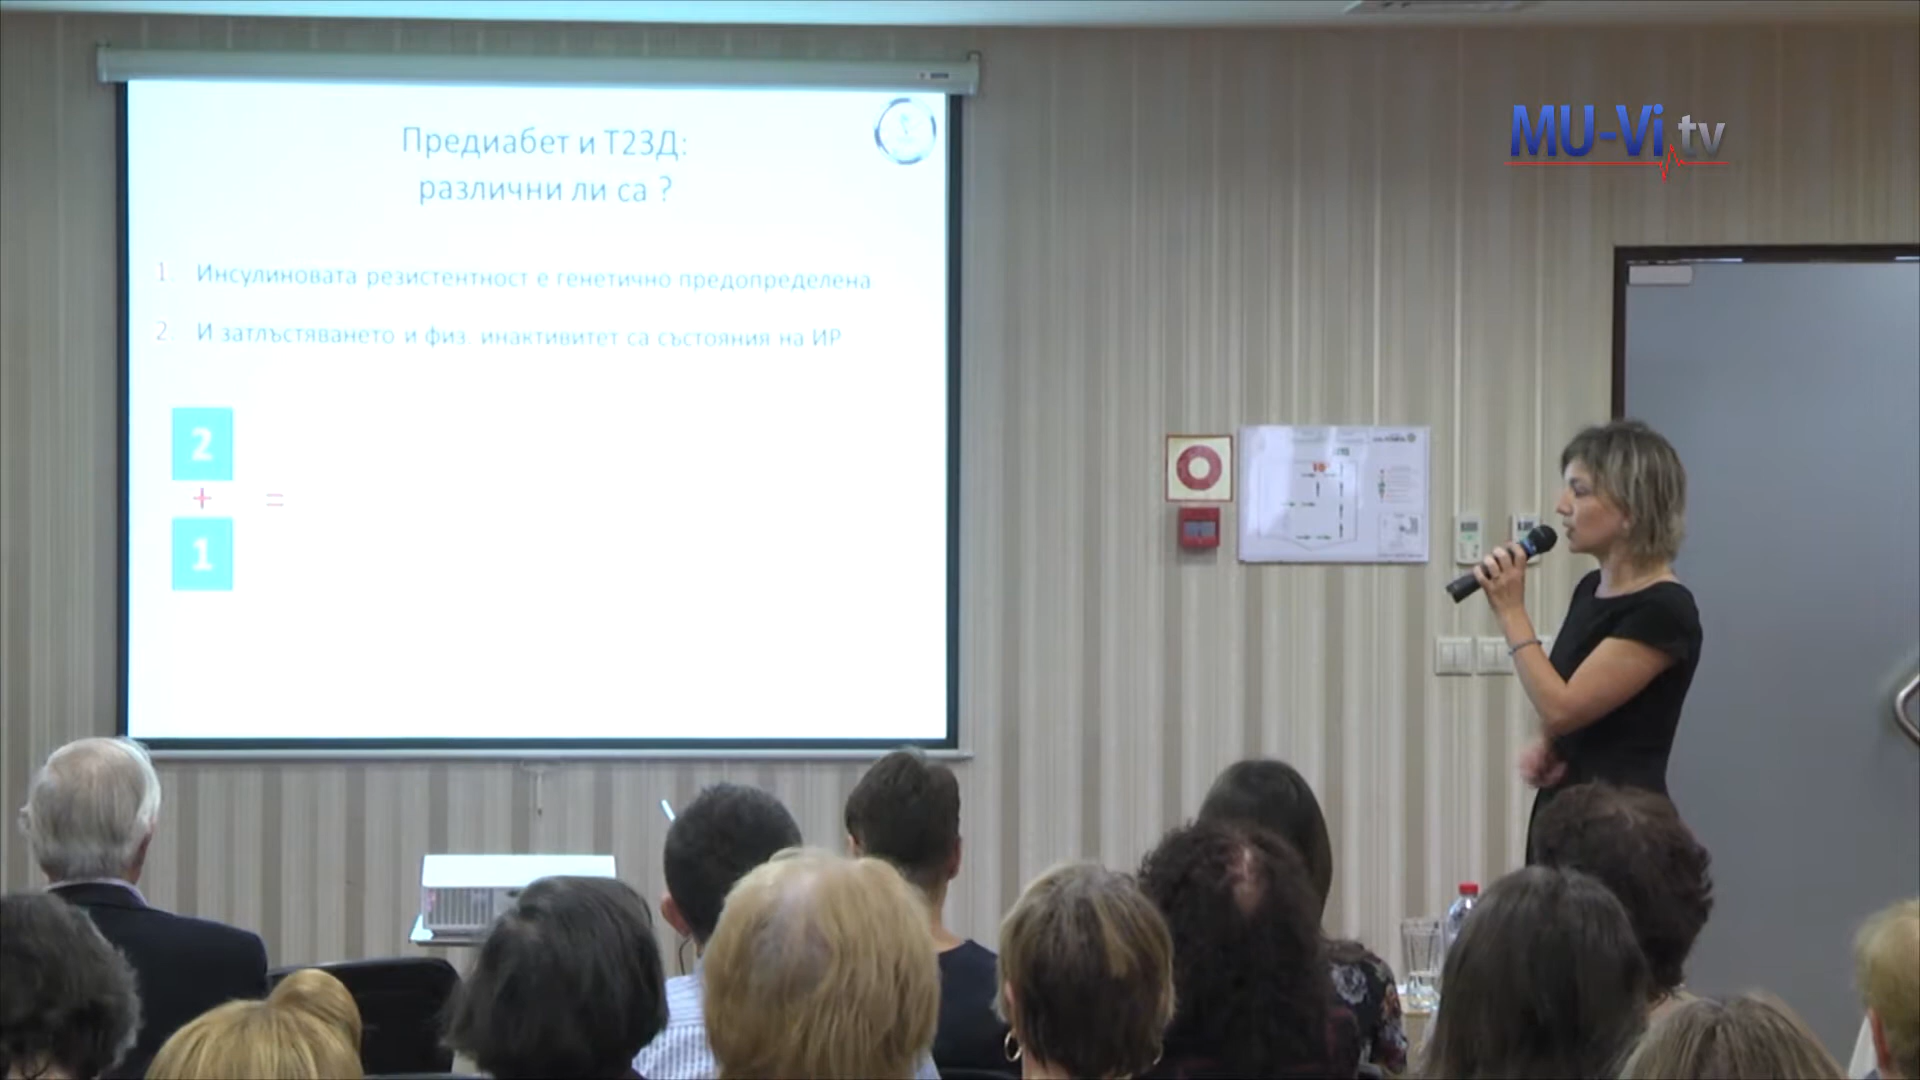 Предиабет и Т2ЗД:
различни ли са ?
MU-Vi.tv
1. Инсулиновата резистентност е генетично предопределена
2. И затлъстяването и физ. инактивитет са състояния на ИР
2
+ =
1